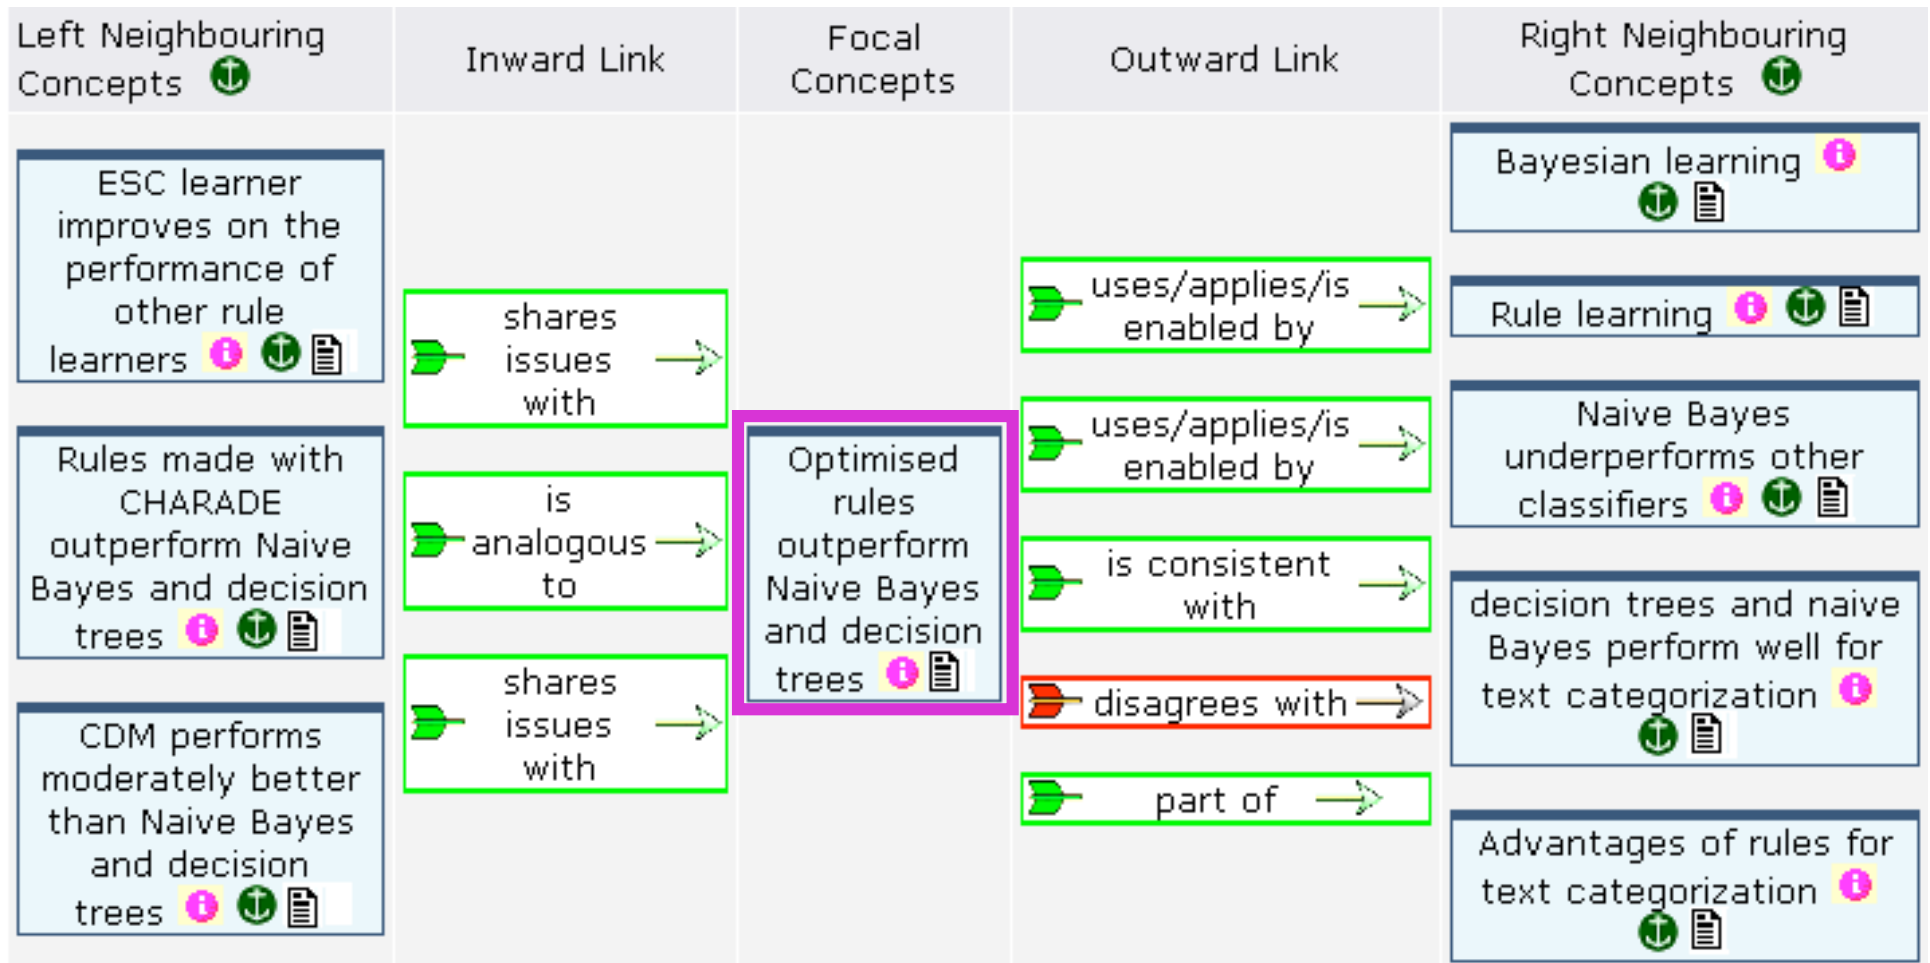 Left Neighbouring
Concepts
Inward Link
Focal
Concepts
Outward Link
Right Neighbouring
Concepts
ESC learner
improves on the
performance of
other rule
learners
Rules made with
CHARADE
outperform Naive
Bayes and decision
trees
CDM performs
moderately better
than Naive Bayes
and decision
trees
shares
issues
with
is
analogous
to
shares
issues
with
Optimised
rules
outperform
Naive Bayes
and decision
trees
uses/applies/is
enabled by
uses/applies/is
enabled by
is consistent
with
disagrees with
part of
Bayesian learning
Rule learning
Naive Bayes
underperforms other
classifiers
decision trees and naive
Bayes perform well for
text categorization
Advantages of rules for
text categorization